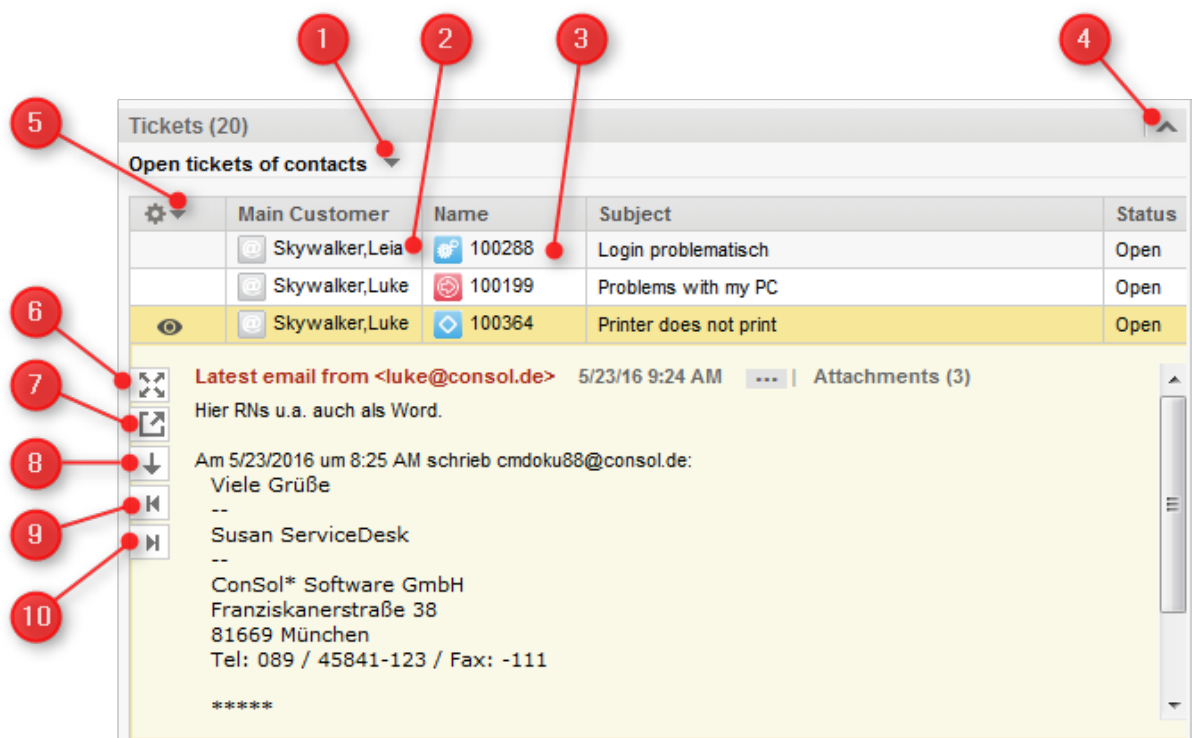 1 2 3 4
5
Tickets (20)
Open tickets of contacts
Main Customer Name Subject Status
@ Skywalker,Leia 100288 Login problematisch Open
@ Skywalker,Luke 100199 Problems with my PC Open
@ Skywalker,Luke 100364 Printer does not print Open
6
7
8
9
10
Latest email from <luke@consol.de> 5/23/16 9:24 AM ... | Attachments (3)
Hier RNs u.a. auch als Word.
Am 5/23/2016 um 8:25 AM schrieb cmdoku88@consol.de:
Viele Grüße
--
Susan ServiceDesk
--
ConSol* Software GmbH
Franziskanerstraße 38
81669 München
Tel: 089 / 45841-123 / Fax: -111
*****